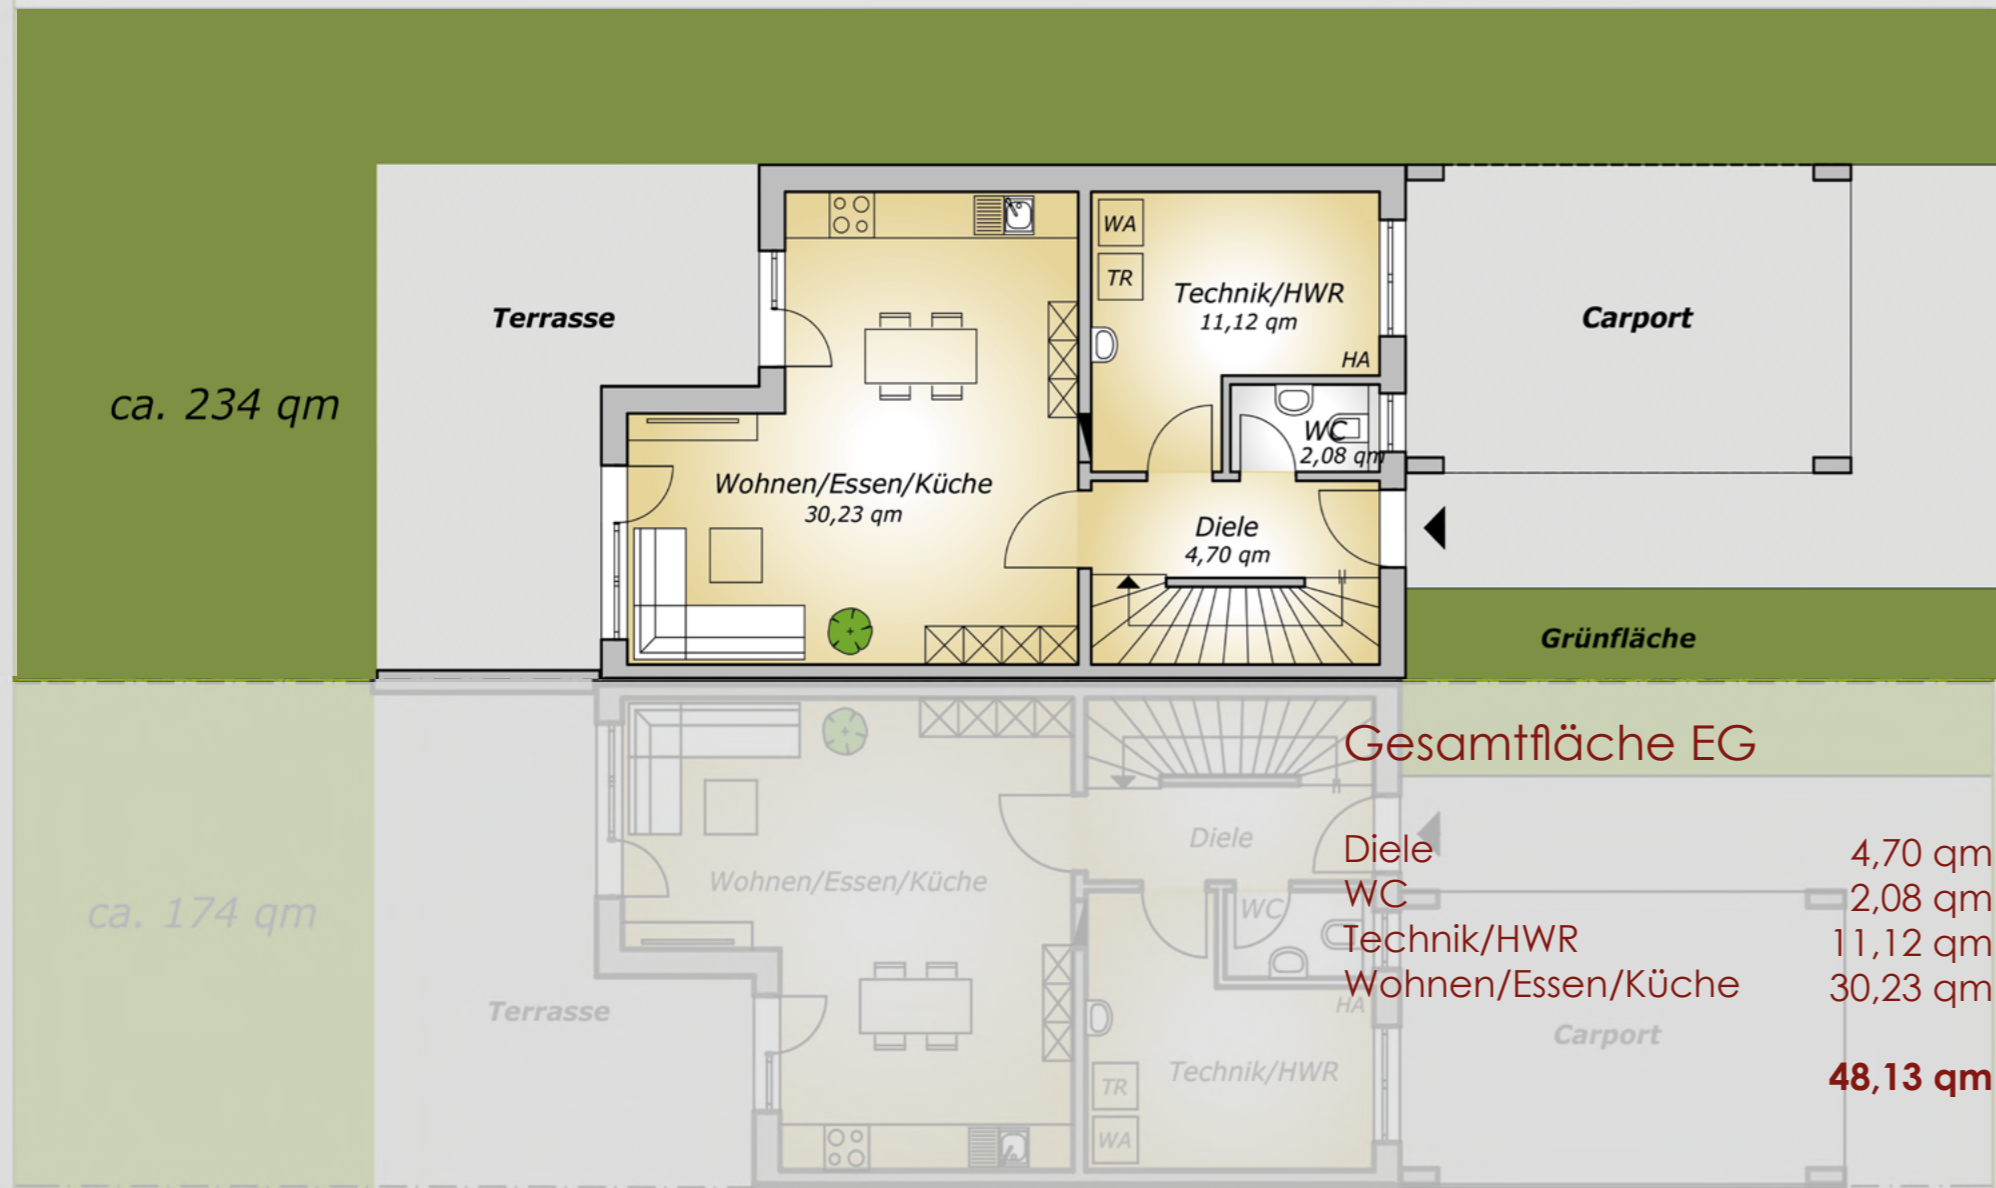 WA
TR
Technik/HWR
11,12 qm
HA
Terrasse
Carport
ca. 234 qm
WC
2,08 qm
Wohnen/Essen/Küche
30,23 qm
Diele
4,70 qm
Grünfläche
Gesamtfläche EG
Diele 4,70 qm
WC 2,08 qm
Technik/HWR 11,12 qm
Wohnen/Essen/Küche 30,23 qm
48,13 qm
Diele
Wohnen/Essen/Küche
ca. 174 qm
WC
Terrasse
HA
Carport
Technik/HWR
TR
WA